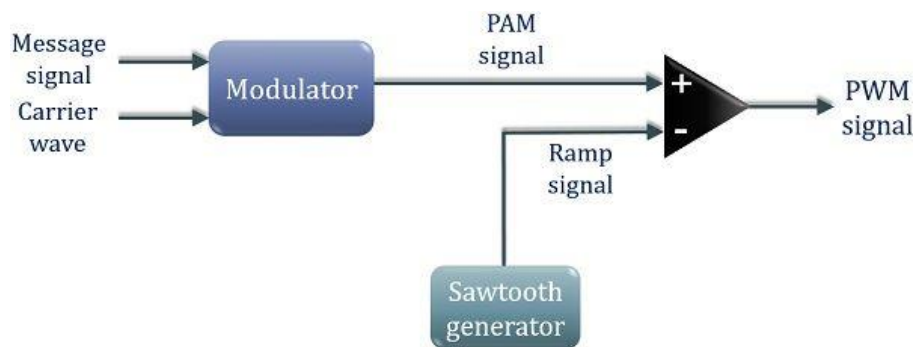 Message
signal
Carrier
wave
Modulator
PAM
signal
+
-
Ramp
signal
Sawtooth
generator
PWM
signal